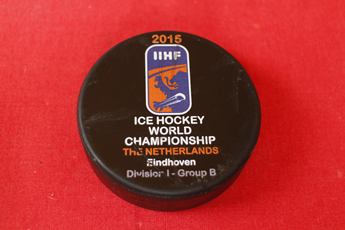 2015
IIHF
ICE HOCKEY
WORLD
CHAMPIONSHIP
THE NETHERLANDS
Eindhoven
Division I - Group B